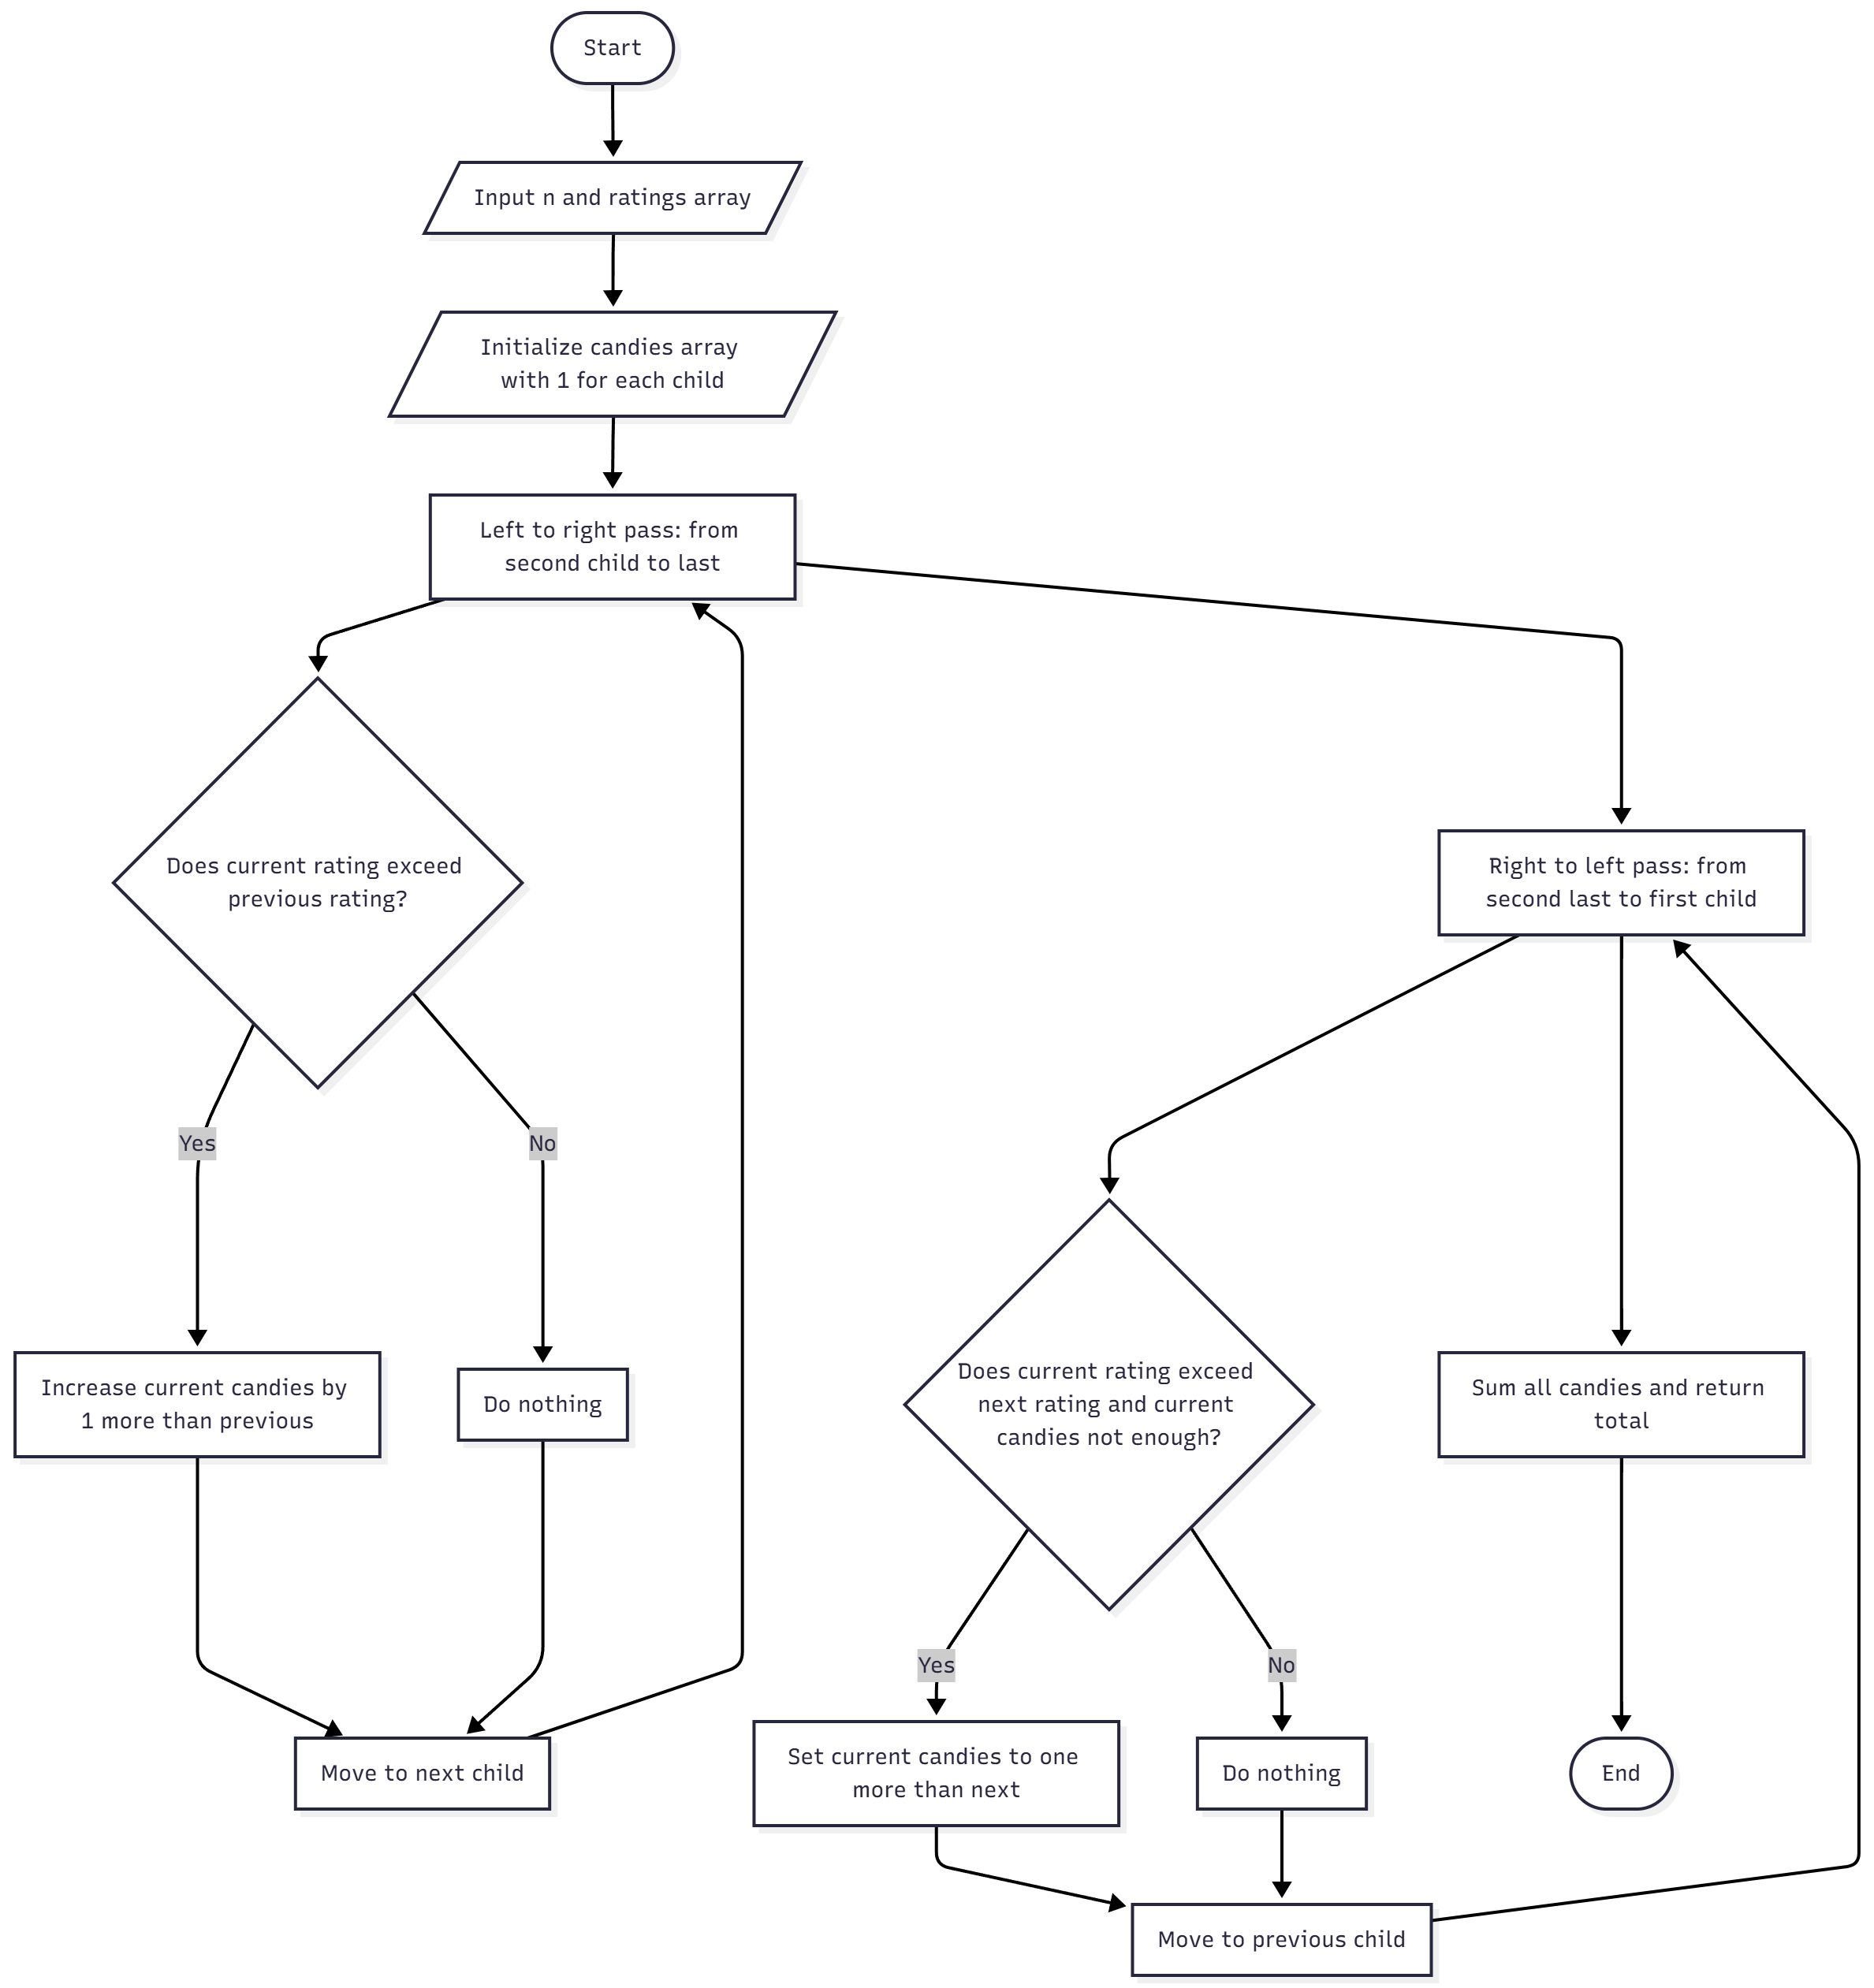 Start
Input n and ratings array
Initialize candies array
with 1 for each child
Left to right pass: from
second child to last
Does current rating exceed
previous rating?
Right to left pass: from
second last to first child
Yes
No
Increase current candies by
1 more than previous
Do nothing
Does current rating exceed
next rating and current
candies not enough?
Sum all candies and return
total
Yes
No
Move to next child
Set current candies to one
more than next
Do nothing
End
Move to previous child